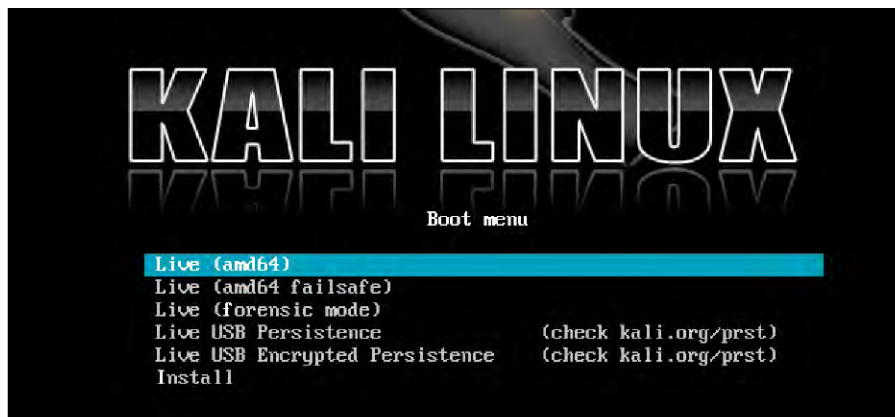 KALI LINUX
Boot menu
Live (amd64)
Live (amd64 failsafe)
Live (forensic mode)
Live USB Persistence (check kali.org/prst)
Live USB Encrypted Persistence (check kali.org/prst)
Install